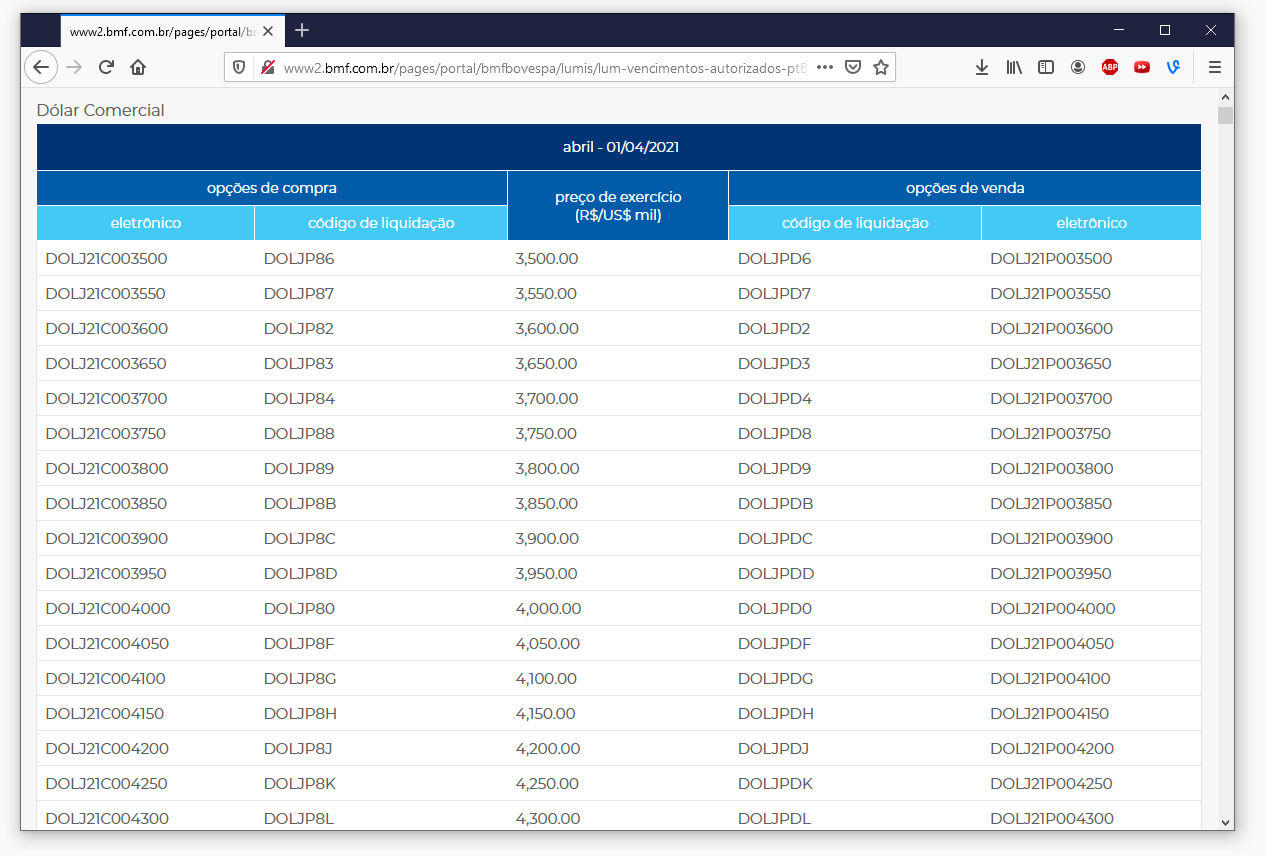 www2.bmf.com.br/pages/portal/b
www2.bmf.com.br/pages/portal/bmfbovespa/lumis/lum-vencimentos-autorizados-ptB
ABP
Dólar Comercial
abril - 01/04/2021
opções de compra preço de exercício (R$/US$ mil) opções de venda
eletrônico código de liquidação código de liquidação eletrônico
DOLJ21C003500 DOLJP86 3,500.00 DOLJPD6 DOLJ21P003500
DOLJ21C003550 DOLJP87 3,550.00 DOLJPD7 DOLJ21P003550
DOLJ21C003600 DOLJP82 3,600.00 DOLJPD2 DOLJ21P003600
DOLJ21C003650 DOLJP83 3,650.00 DOLJPD3 DOLJ21P003650
DOLJ21C003700 DOLJP84 3,700.00 DOLJPD4 DOLJ21P003700
DOLJ21C003750 DOLJP88 3,750.00 DOLJPD8 DOLJ21P003750
DOLJ21C003800 DOLJP89 3,800.00 DOLJPD9 DOLJ21P003800
DOLJ21C003850 DOLJP8B 3,850.00 DOLJPDB DOLJ21P003850
DOLJ21C003900 DOLJP8C 3,900.00 DOLJPDC DOLJ21P003900
DOLJ21C003950 DOLJP8D 3,950.00 DOLJPDD DOLJ21P003950
DOLJ21C004000 DOLJP80 4,000.00 DOLJPD0 DOLJ21P004000
DOLJ21C004050 DOLJP8F 4,050.00 DOLJPDF DOLJ21P004050
DOLJ21C004100 DOLJP8G 4,100.00 DOLJPDG DOLJ21P004100
DOLJ21C004150 DOLJP8H 4,150.00 DOLJPDH DOLJ21P004150
DOLJ21C004200 DOLJP8J 4,200.00 DOLJPDJ DOLJ21P004200
DOLJ21C004250 DOLJP8K 4,250.00 DOLJPDK DOLJ21P004250
DOLJ21C004300 DOLJP8L 4,300.00 DOLJPDL DOLJ21P004300